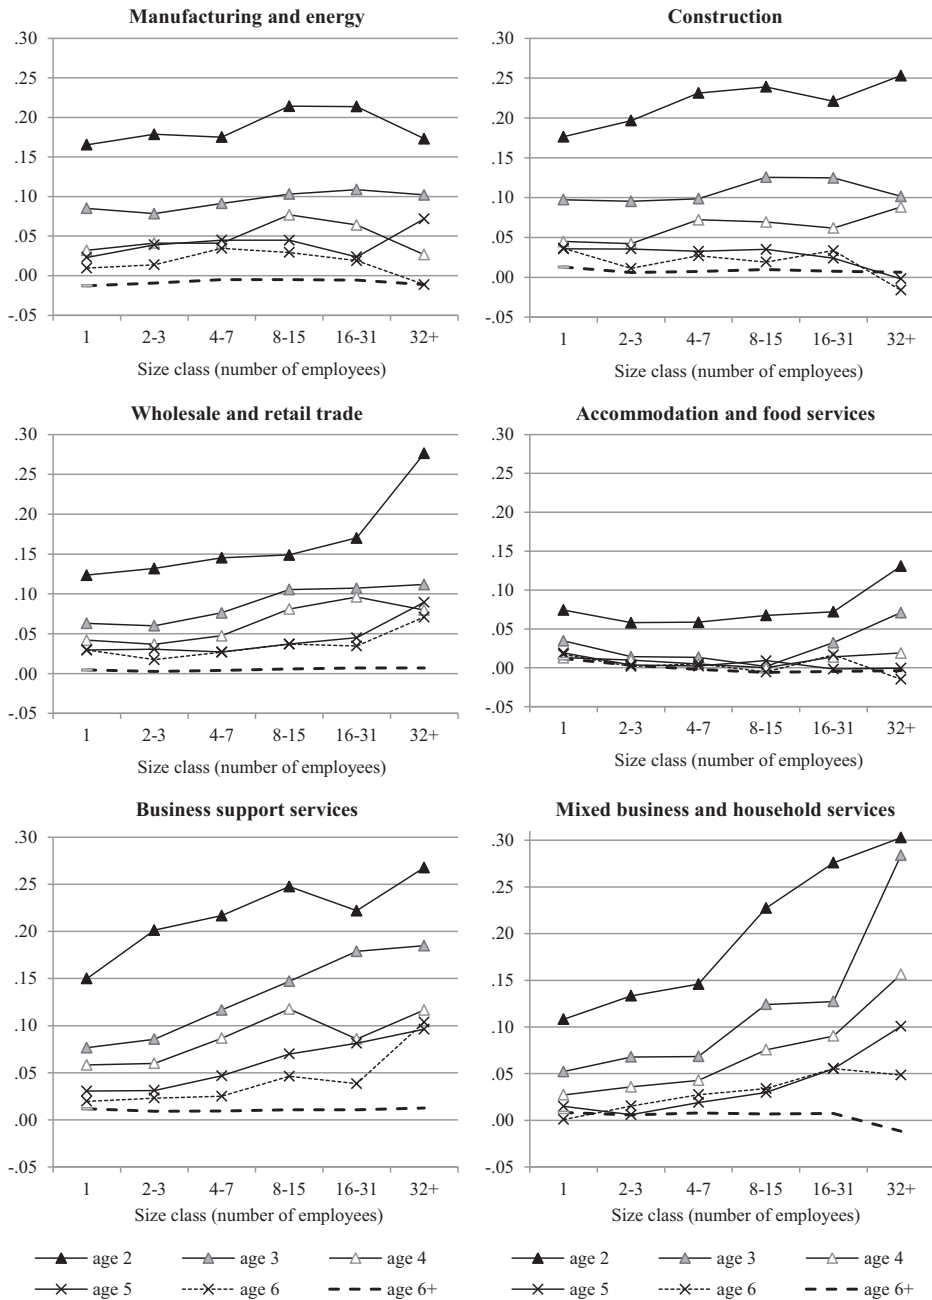 Manufacturing and energy
.30
.25
.20
.15
.10
.05
.00
-.05
1 2-3 4-7 8-15 16-31 32+
Size class (number of employees)
Construction
.30
.25
.20
.15
.10
.05
.00
-.05
1 2-3 4-7 8-15 16-31 32+
Size class (number of employees)
Wholesale and retail trade
.30
.25
.20
.15
.10
.05
.00
-.05
1 2-3 4-7 8-15 16-31 32+
Size class (number of employees)
Accommodation and food services
.30
.25
.20
.15
.10
.05
.00
-.05
1 2-3 4-7 8-15 16-31 32+
Size class (number of employees)
Business support services
.30
.25
.20
.15
.10
.05
.00
-.05
1 2-3 4-7 8-15 16-31 32+
Size class (number of employees)
Mixed business and household services
.30
.25
.20
.15
.10
.05
.00
-.05
1 2-3 4-7 8-15 16-31 32+
Size class (number of employees)
age 2 age 3 age 4
age 5 age 6 age 6+
age 2 age 3 age 4
age 5 age 6 age 6+